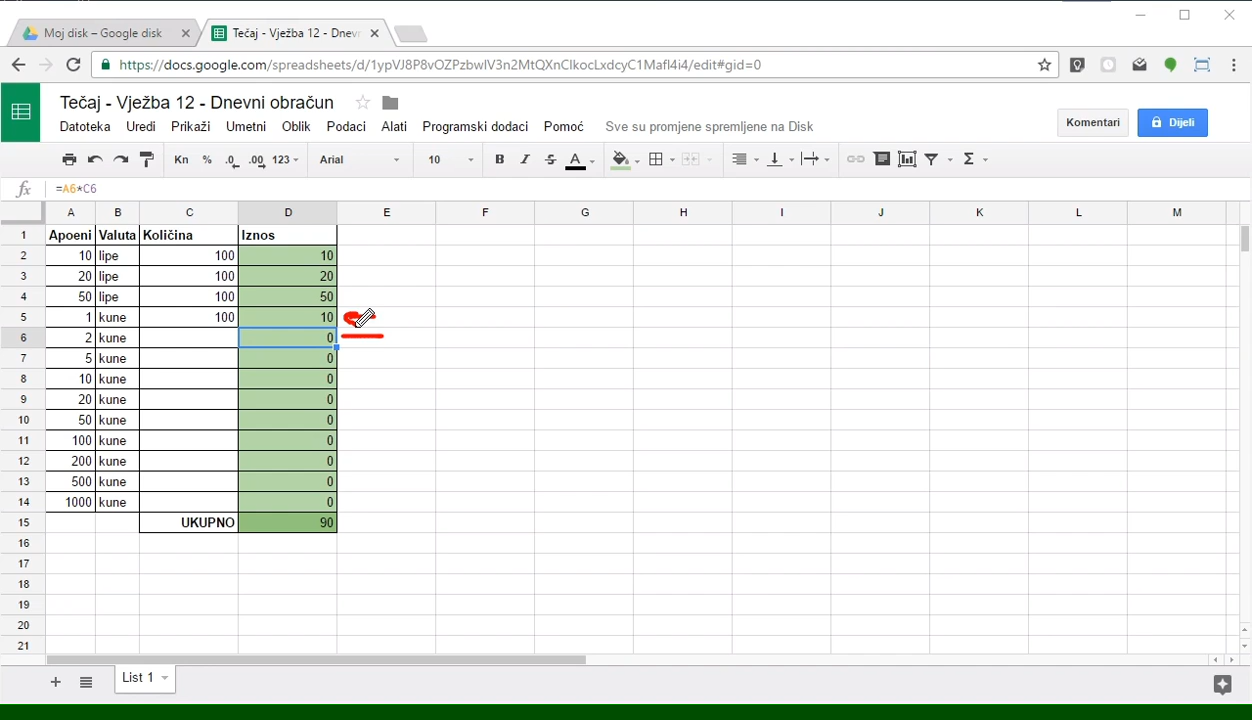 Moj disk – Google disk
Tečaj - Vježba 12 - Dnevn
https://docs.google.com/spreadsheets/d/1ypVJ8P8vOZPzbwIV3n2MtQXnClkocLxdcyC1Mafl4i4/edit#gid=0
Tečaj - Vježba 12 - Dnevni obračun
Datoteka Uredi Prikaži Umetni Oblik Podaci Alati Programski dodaci Pomoć Sve su promjene spremljene na Disk
Komentari Dijeli
Kn % .0 .00 123 Arial 10 B I S A Σ
fx =A6*C6
A B C D E F G H I J K L M
1 Apoeni Valuta Količina Iznos
2 10 lipe 100 10
3 20 lipe 100 20
4 50 lipe 100 50
5 1 kune 100 10
6 2 kune 0
7 5 kune 0
8 10 kune 0
9 20 kune 0
10 50 kune 0
11 100 kune 0
12 200 kune 0
13 500 kune 0
14 1000 kune 0
15 UKUPNO 90
16
17
18
19
20
21
+ List 1